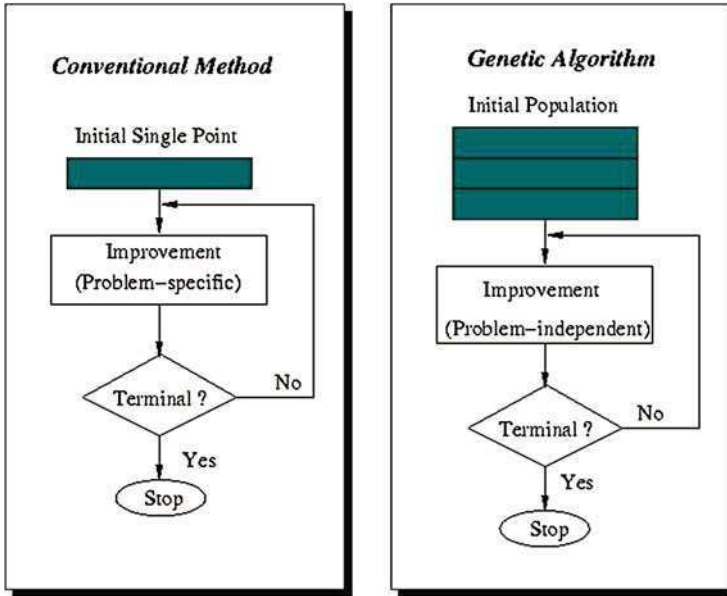 Conventional Method
Initial Single Point
Improvement
(Problem-specific)
Terminal ?
No
Yes
Stop
Genetic Algorithm
Initial Population
Improvement
(Problem-independent)
Terminal ?
No
Yes
Stop